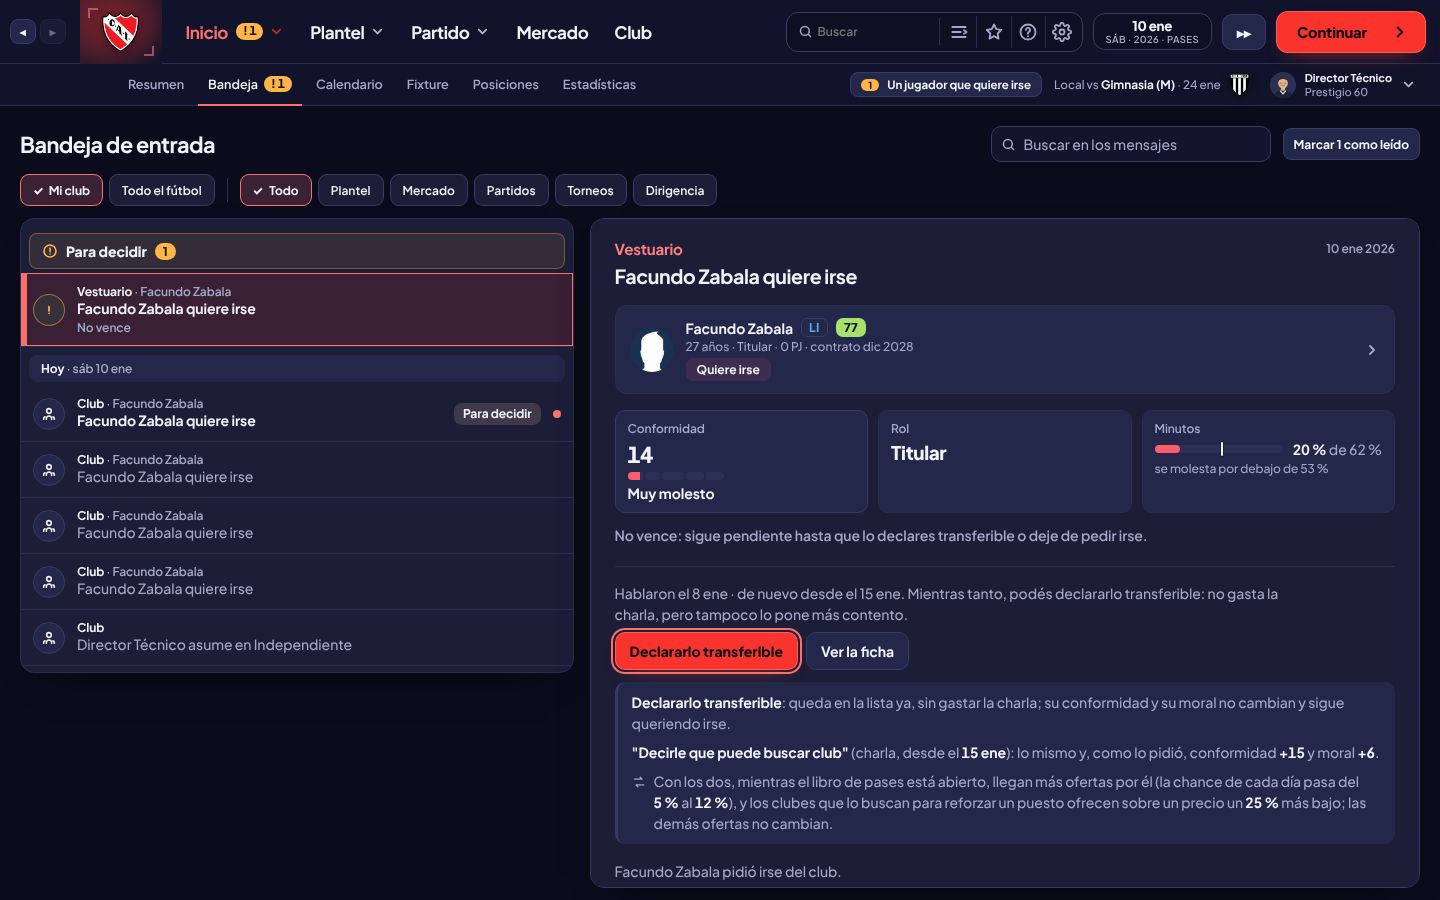 C.A.I.
Inicio !1
Plantel
Partido
Mercado
Club
Buscar
10 ene
SÁB · 2026 · PASES
Continuar
Resumen
Bandeja !1
Calendario
Fixture
Posiciones
Estadísticas
1 Un jugador que quiere irse
Local vs Gimnasia (M) · 24 ene
Director Técnico
Prestigio 60
Bandeja de entrada
Buscar en los mensajes
Marcar 1 como leído
Mi club
Todo el fútbol
Todo
Plantel
Mercado
Partidos
Torneos
Dirigencia
Para decidir 1
! Vestuario · Facundo Zabala
Facundo Zabala quiere irse
No vence
Hoy · sáb 10 ene
Club · Facundo Zabala
Facundo Zabala quiere irse
Para decidir
Club · Facundo Zabala
Facundo Zabala quiere irse
Club · Facundo Zabala
Facundo Zabala quiere irse
Club · Facundo Zabala
Facundo Zabala quiere irse
Club
Director Técnico asume en Independiente
Vestuario
10 ene 2026
Facundo Zabala quiere irse
Facundo Zabala LI 77
27 años · Titular · 0 PJ · contrato dic 2028
Quiere irse
Conformidad
14
Muy molesto
Rol
Titular
Minutos
20 % de 62 %
se molesta por debajo de 53 %
No vence: sigue pendiente hasta que lo declares transferible o deje de pedir irse.
Hablaron el 8 ene · de nuevo desde el 15 ene. Mientras tanto, podés declararlo transferible: no gasta la
charla, pero tampoco lo pone más contento.
Declararlo transferible
Ver la ficha
Declararlo transferible: queda en la lista ya, sin gastar la charla; su conformidad y su moral no cambian y sigue
queriendo irse.
"Decirle que puede buscar club" (charla, desde el 15 ene): lo mismo y, como lo pidió, conformidad +15 y moral +6.
Con los dos, mientras el libro de pases está abierto, llegan más ofertas por él (la chance de cada día pasa del
5 % al 12 %), y los clubes que lo buscan para reforzar un puesto ofrecen sobre un precio un 25 % más bajo; las
demás ofertas no cambian.
Facundo Zabala pidió irse del club.